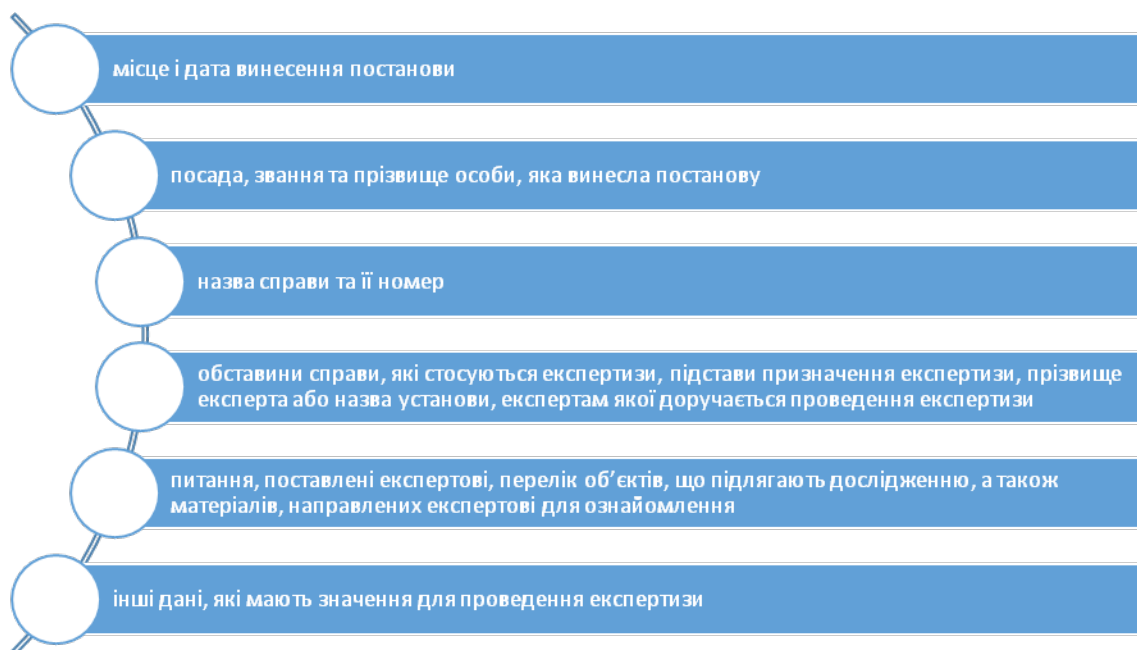 місце і дата винесення постанови
посада, звання та прізвище особи, яка винесла постанову
назва справи та її номер
обставини справи, які стосуються експертизи, підстави призначення експертизи, прізвище
експерта або назва установи, експертам якої доручається проведення експертизи
питання, поставлені експертові, перелік об’єктів, що підлягають дослідженню, а також
матеріалів, направлених експертові для ознайомлення
інші дані, які мають значення для проведення експертизи